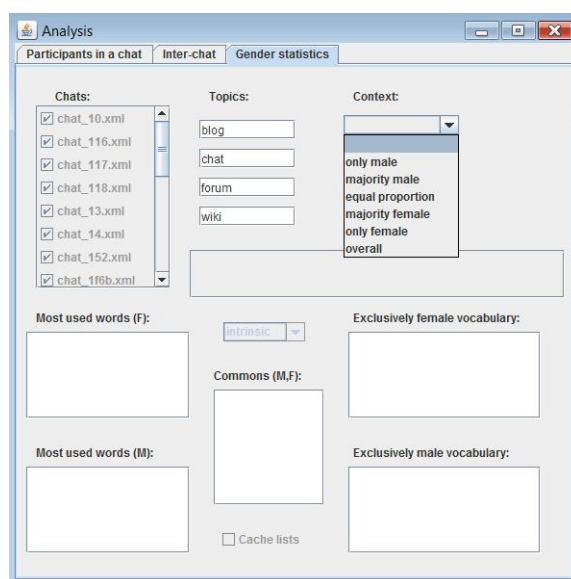 Analysis
Participants in a chat Inter-chat Gender statistics
Chats: Topics: Context:
chat_10.xml
chat_116.xml
chat_117.xml
chat_118.xml
chat_13.xml
chat_14.xml
chat_152.xml
chat_1f6b.xml
blog
chat
forum
wiki
only male
majority male
equal proportion
majority female
only female
overall
Most used words (F):
intrinsic
Exclusively female vocabulary:
Commons (M,F):
Most used words (M):
Exclusively male vocabulary:
Cache lists